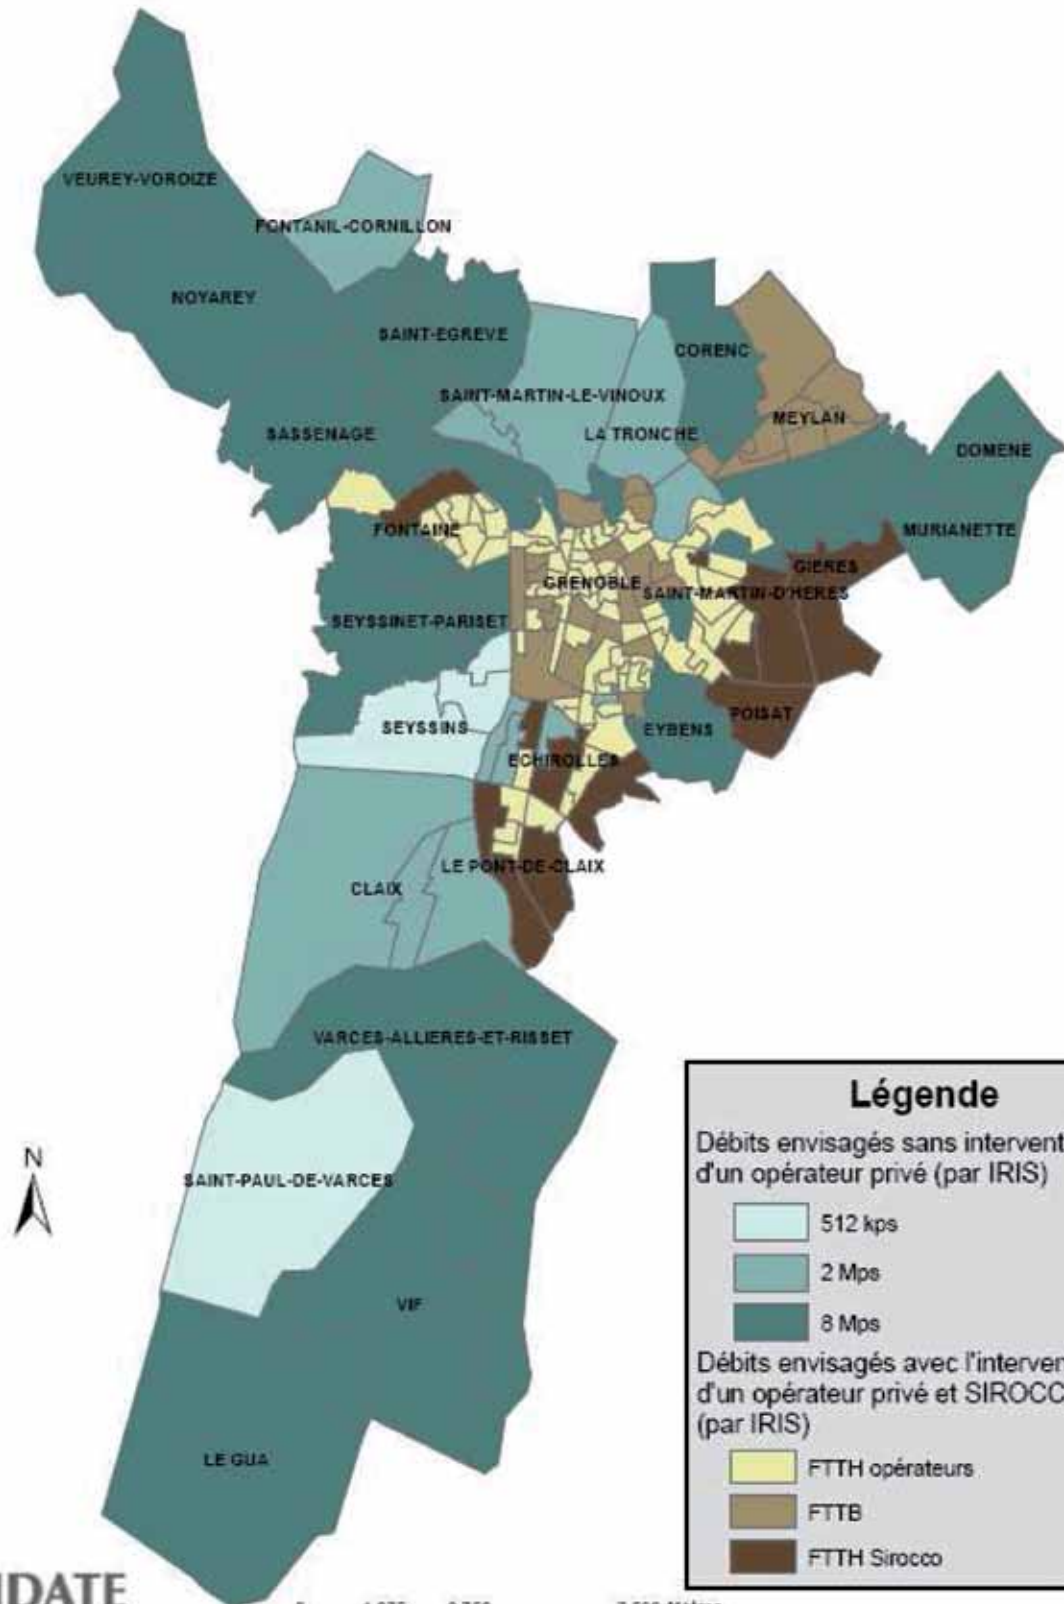 VEUREY-VOROIZE
FONTANIL-CORNILLON
NOYAREY
SAINT-EGREVE
CORENC
SAINT-MARTIN-LE-VINOUX
MEYLAN
SASSENAGE
LA TRONCHE
DOMENE
FONTAINE
MURIANETTE
GIERES
GRENOBLE
SAINT-MARTIN-D'HERES
SEYSSINET-PARISET
SEYSSINS
POISAT
EYBENS
ECHIROLLES
LE PONT-DE-CLAIX
CLAIX
VARCES-ALLIERES-ET-RISSET
SAINT-PAUL-DE-VARCES
VIF
LE GUA
N
Légende
Débits envisagés sans intervent
d'un opérateur privé (par IRIS)
512 kps
2 Mps
8 Mps
Débits envisagés avec l'interven
d'un opérateur privé et SIROCC
(par IRIS)
FTTH opérateurs
FTTB
FTTH Sirocco
IDATE